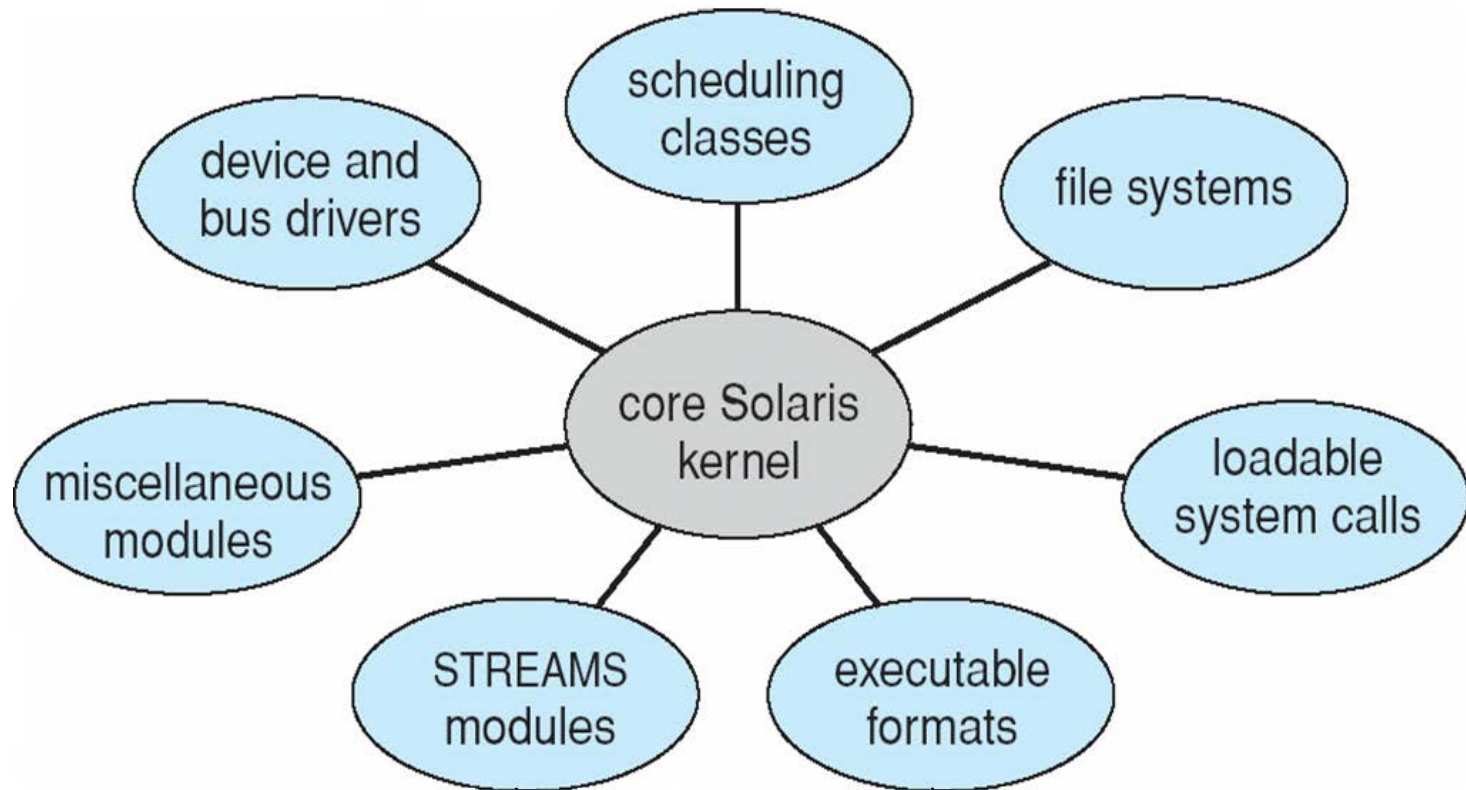 scheduling
classes
device and
bus drivers
file systems
core Solaris
kernel
loadable
system calls
miscellaneous
modules
STREAMS
modules
executable
formats